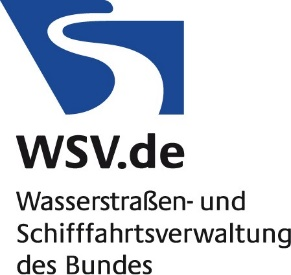 WSV.de
Wasserstraßen- und
Schifffahrtsverwaltung
des Bundes